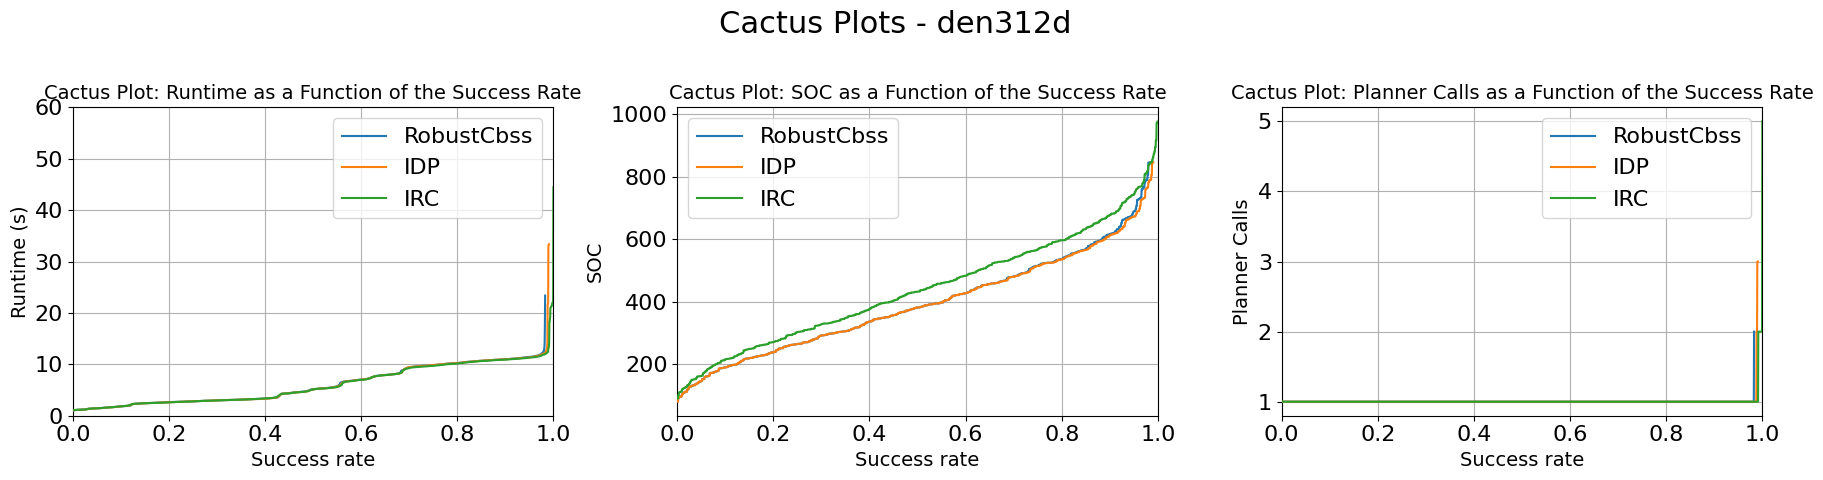 Cactus Plots - den312d
Cactus Plot: Runtime as a Function of the Success Rate
60
50
40
30
20
10
0
Runtime (s)
RobustCbss
IDP
IRC
0.0 0.2 0.4 0.6 0.8 1.0
Success rate
Cactus Plot: SOC as a Function of the Success Rate
1000
800
600
400
200
SOC
RobustCbss
IDP
IRC
0.0 0.2 0.4 0.6 0.8 1.0
Success rate
Cactus Plot: Planner Calls as a Function of the Success Rate
5
4
3
2
1
Planner Calls
RobustCbss
IDP
IRC
0.0 0.2 0.4 0.6 0.8 1.0
Success rate